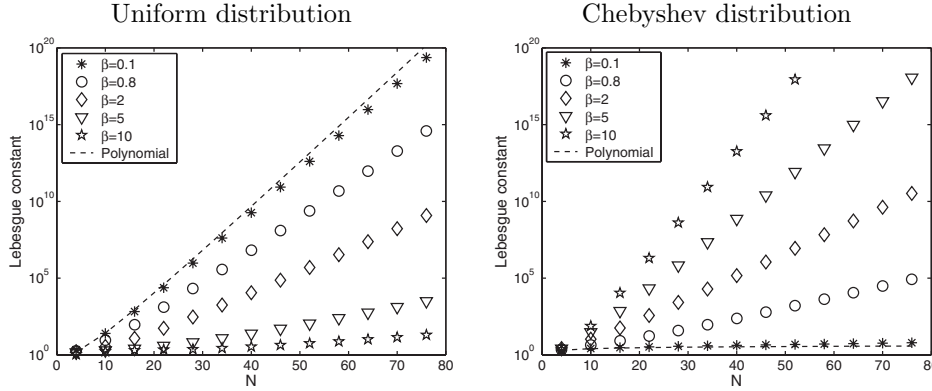 Uniform distribution
Chebyshev distribution
10^20
10^15
10^10
10^5
10^0
Lebesgue constant
β=0.1
β=0.8
β=2
β=5
β=10
Polynomial
0 10 20 30 40 50 60 70 80
N
10^20
10^15
10^10
10^5
10^0
Lebesgue constant
β=0.1
β=0.8
β=2
β=5
β=10
Polynomial
0 10 20 30 40 50 60 70 8
N